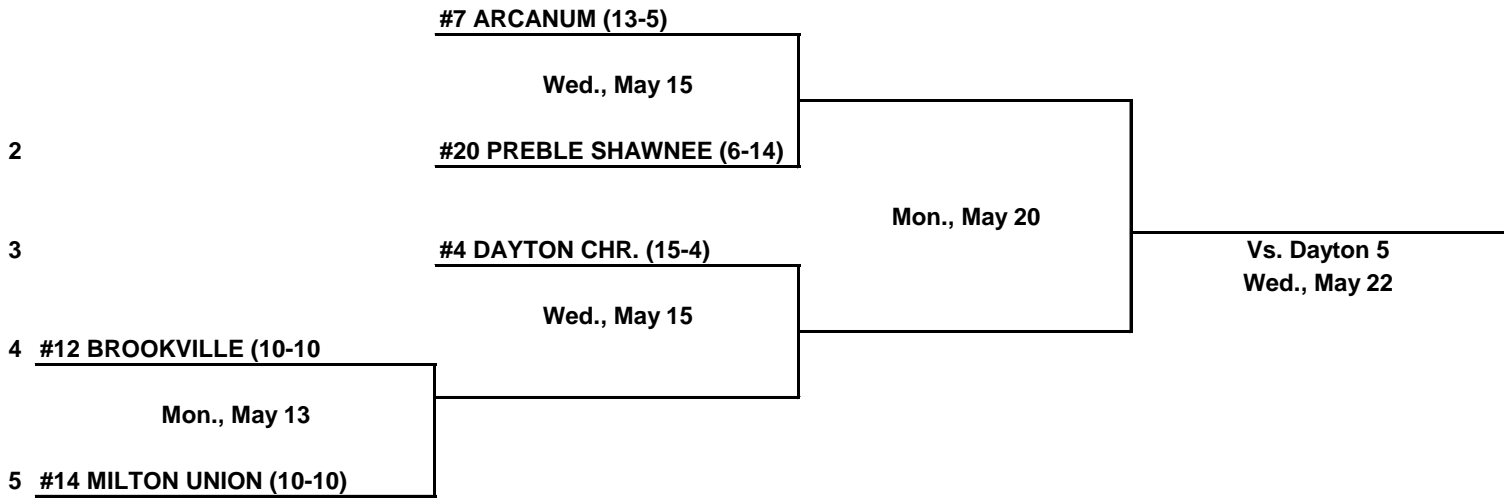 #7 ARCANUM (13-5)
Wed., May 15
2 #20 PREBLE SHAWNEE (6-14)
Mon., May 20
3 #4 DAYTON CHR. (15-4)
Vs. Dayton 5
Wed., May 22
Wed., May 15
4 #12 BROOKVILLE (10-10
Mon., May 13
5 #14 MILTON UNION (10-10)